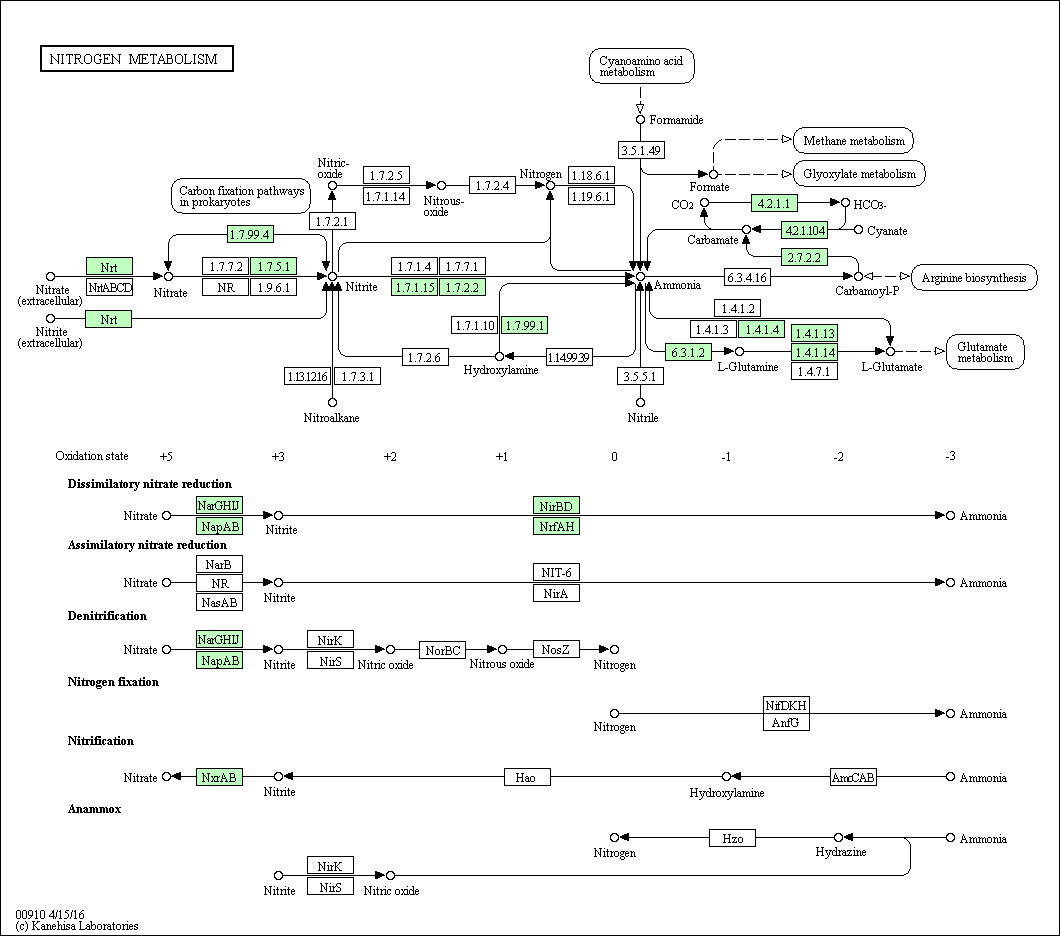 NITROGEN METABOLISM
Cyanoamino acid
metabolism
Formamide
3.5.1.49
Methane metabolism
Formate
Glyoxylate metabolism
Nitric-
oxide
1.7.2.5
1.7.1.14
Nitrous-
oxide
1.7.2.4
Nitrogen
1.18.6.1
1.19.6.1
Carbon fixation pathways
in prokaryotes
1.7.2.1
CO2
4.2.1.1
HCO3-
Carbamate
4.2.1.104
Cyanate
1.7.99.4
2.7.2.2
Nrt
NrtABCD
Nitrate
(extracellular)
Nitrate
1.7.7.2
1.7.5.1
NR
1.9.6.1
Nitrite
1.7.1.4
1.7.7.1
1.7.1.15
1.7.2.2
Ammonia
6.3.4.16
Carbamoyl-P
Arginine biosynthesis
Nrt
Nitrite
(extracellular)
1.7.1.10
1.7.99.1
1.4.1.2
1.4.1.3
1.4.1.4
1.4.1.13
1.7.2.6
Hydroxylamine
1.14.99.39
6.3.1.2
L-Glutamine
1.4.1.14
1.4.7.1
L-Glutamate
Glutamate
metabolism
1.13.12.16
1.7.3.1
3.5.5.1
Nitroalkane
Nitrile
Oxidation state +5 +3 +2 +1 0 -1 -2 -3
Dissimilatory nitrate reduction
NarGHIJ NirBD
Nitrate Nitrite Ammonia
NapAB NrfAH
Assimilatory nitrate reduction
NarB NIT-6
Nitrate NR Nitrite Ammonia
NasAB NirA
Denitrification
NarGHIJ NirK
Nitrate NorBC NosZ
NapAB NirS
Nitrite Nitric oxide Nitrous oxide Nitrogen
Nitrogen fixation
NifDKH
Nitrogen Ammonia
AnfG
Nitrification
Nitrate NxrAB Hao AmoCAB Ammonia
Nitrite Hydroxylamine
Anammox
Hzo Ammonia
Nitrogen Hydrazine
NirK
Nitrite NirS Nitric oxide
00910 4/15/16
(c) Kanehisa Laboratories